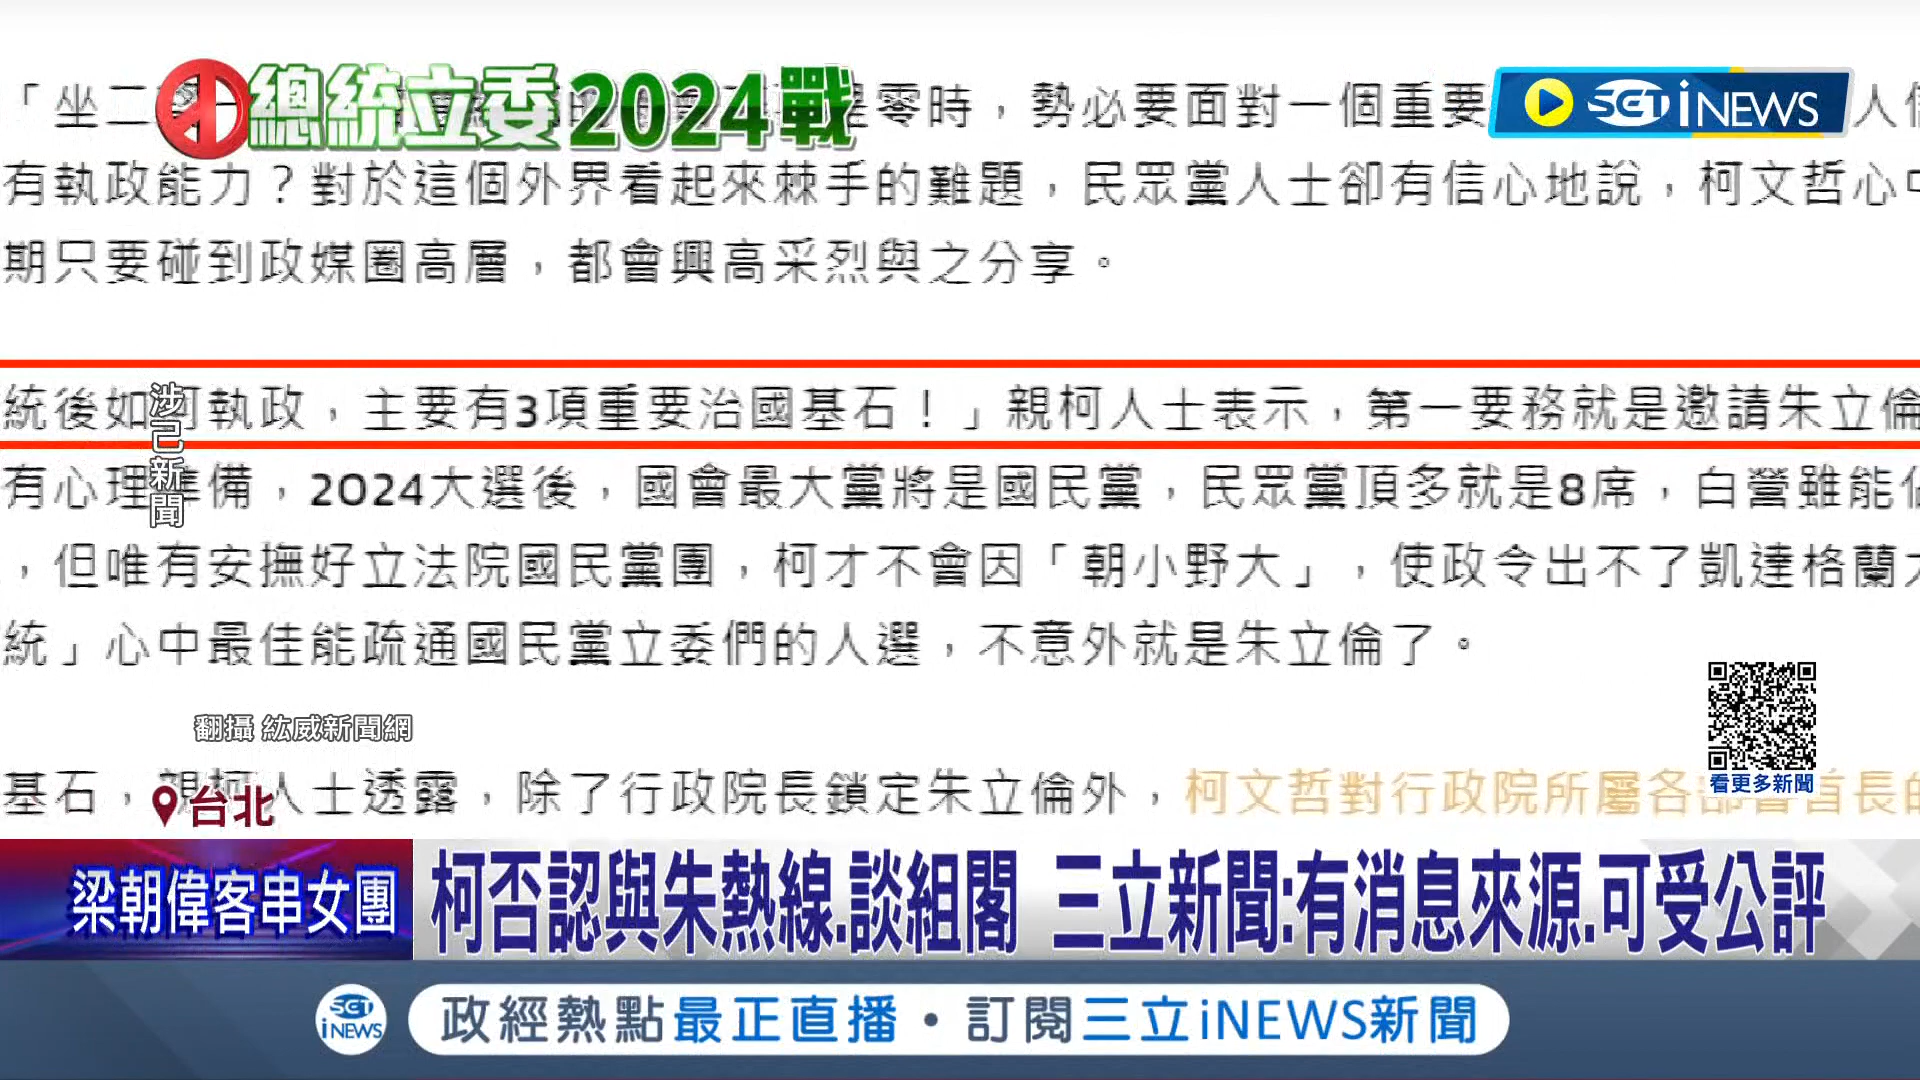 總統立委2024戰
SET iNEWS
「坐二
是零時，勢必要面對一個重要
有執政能力？對於這個外界看起來棘手的難題，民眾黨人士卻有信心地說，柯文哲心中
期只要碰到政媒圈高層，都會興高采烈與之分享。
統後如何執政，主要有3項重要治國基石！」親柯人士表示，第一要務就是邀請朱立倫
涉己新聞
有心理準備，2024大選後，國會最大黨將是國民黨，民眾黨頂多就是8席，白營雖能
，但唯有安撫好立法院國民黨團，柯才不會因「朝小野大」，使政令出不了凱達格蘭大
統」心中最佳能疏通國民黨立委們的人選，不意外就是朱立倫了。
翻攝 紘威新聞網
基石，親柯人士透露，除了行政院長鎖定朱立倫外，柯文哲對行政院所屬各部會首長的
看更多新聞
台北
梁朝偉客串女團
柯否認與朱熱線.談組閣 三立新聞:有消息來源.可受公評
SET iNEWS
政經熱點最正直播・訂閱三立iNEWS新聞